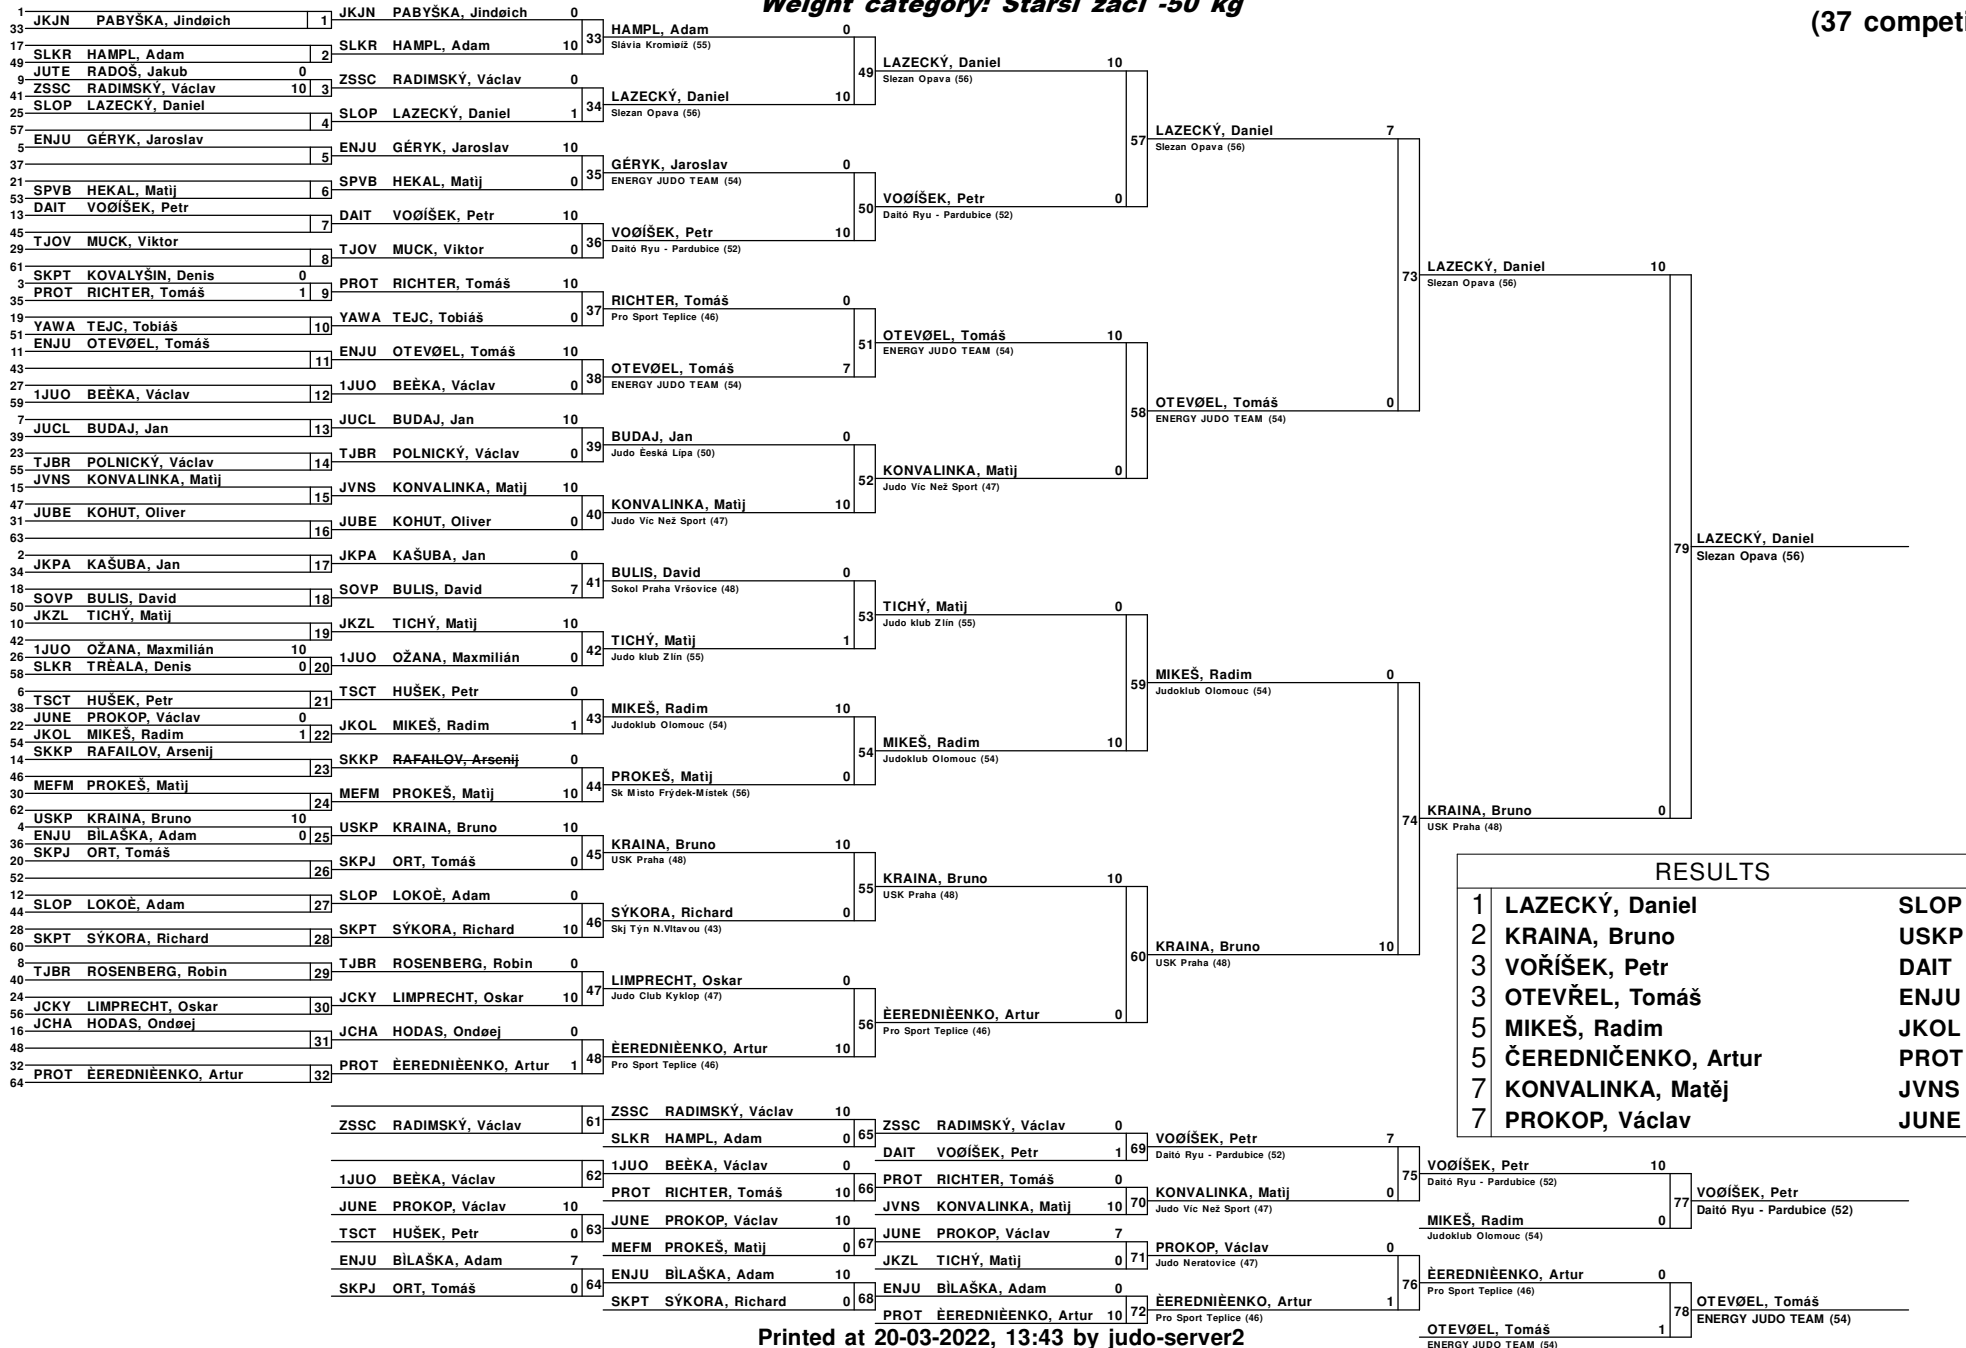 Weight category: Starsí zácí -50 kg
(37 competi
1
33
JKJN PABYŠKA, Jindøich
1
17
49
SLKR HAMPL, Adam
2
9
41
JUTE RADOŠ, Jakub 0
ZSSC RADIMSKÝ, Václav 10
3
25
57
SLOP LAZECKÝ, Daniel
4
5
37
ENJU GÉRYK, Jaroslav
5
21
53
SPVB HEKAL, Matìj
6
13
45
DAIT VOØÍŠEK, Petr
7
29
61
TJOV MUCK, Viktor
8
3
35
SKPT KOVALYŠIN, Denis 0
PROT RICHTER, Tomáš 1
9
19
51
YAWA TEJC, Tobiáš
10
11
43
ENJU OTEVØEL, Tomáš
11
27
59
1JUO BEÈKA, Václav
12
7
39
JUCL BUDAJ, Jan
13
23
55
TJBR POLNICKÝ, Václav
14
15
47
JVNS KONVALINKA, Matìj
15
31
63
JUBE KOHUT, Oliver
16
2
34
JKPA KAŠUBA, Jan
17
18
50
SOVP BULIS, David
18
10
42
JKZL TICHÝ, Matìj
19
26
58
1JUO OŽANA, Maxmilián 10
SLKR TRÈALA, Denis 0
20
6
38
TSCT HUŠEK, Petr
21
22
54
JUNE PROKOP, Václav 0
JKOL MIKEŠ, Radim 1
22
14
46
SKKP RAFAILOV, Arsenij
23
30
62
MEFM PROKEŠ, Matìj
24
4
36
USKP KRAINA, Bruno 10
ENJU BÌLAŠKA, Adam 0
25
20
52
SKPJ ORT, Tomáš
26
12
44
SLOP LOKOÈ, Adam
27
28
60
SKPT SÝKORA, Richard
28
8
40
TJBR ROSENBERG, Robin
29
24
56
JCKY LIMPRECHT, Oskar
30
16
48
JCHA HODAS, Ondøej
31
32
64
PROT ÈEREDNIÈENKO, Artur
32
JKJN PABYŠKA, Jindøich 0
SLKR HAMPL, Adam 10
33
ZSSC RADIMSKÝ, Václav 0
SLOP LAZECKÝ, Daniel 1
34
ENJU GÉRYK, Jaroslav 10
SPVB HEKAL, Matìj 0
35
DAIT VOØÍŠEK, Petr 10
TJOV MUCK, Viktor 0
36
PROT RICHTER, Tomáš 10
YAWA TEJC, Tobiáš 0
37
ENJU OTEVØEL, Tomáš 10
1JUO BEÈKA, Václav 0
38
JUCL BUDAJ, Jan 10
TJBR POLNICKÝ, Václav 0
39
JVNS KONVALINKA, Matìj 10
JUBE KOHUT, Oliver 0
40
JKPA KAŠUBA, Jan 0
SOVP BULIS, David 7
41
JKZL TICHÝ, Matìj 10
1JUO OŽANA, Maxmilián 0
42
TSCT HUŠEK, Petr 0
JKOL MIKEŠ, Radim 1
43
SKKP RAFAILOV, Arsenij 0
MEFM PROKEŠ, Matìj 10
44
USKP KRAINA, Bruno 10
SKPJ ORT, Tomáš 0
45
SLOP LOKOÈ, Adam 0
SKPT SÝKORA, Richard 10
46
TJBR ROSENBERG, Robin 0
JCKY LIMPRECHT, Oskar 10
47
JCHA HODAS, Ondøej 0
PROT ÈEREDNIÈENKO, Artur 1
48
HAMPL, Adam 0
Slávia Kromìøíž (55)
LAZECKÝ, Daniel 10
Slezan Opava (56)
49
GÉRYK, Jaroslav 0
ENERGY JUDO TEAM (54)
VOØÍŠEK, Petr 10
Daitó Ryu - Pardubice (52)
50
RICHTER, Tomáš 0
Pro Sport Teplice (46)
OTEVØEL, Tomáš 7
ENERGY JUDO TEAM (54)
51
BUDAJ, Jan 0
Judo Èeská Lípa (50)
KONVALINKA, Matìj 10
Judo Víc Než Sport (47)
52
BULIS, David 0
Sokol Praha Vršovice (48)
TICHÝ, Matìj 1
Judo klub Zlín (55)
53
MIKEŠ, Radim 10
Judoklub Olomouc (54)
PROKEŠ, Matìj 0
Sk Místo Frýdek-Místek (56)
54
KRAINA, Bruno 10
USK Praha (48)
SÝKORA, Richard 0
Skj Týn N.Vltavou (43)
55
LIMPRECHT, Oskar 0
Judo Club Kyklop (47)
ÈEREDNIÈENKO, Artur 10
Pro Sport Teplice (46)
56
LAZECKÝ, Daniel 10
Slezan Opava (56)
VOØÍŠEK, Petr 0
Daitó Ryu - Pardubice (52)
57
OTEVØEL, Tomáš 10
ENERGY JUDO TEAM (54)
KONVALINKA, Matìj 0
Judo Víc Než Sport (47)
58
TICHÝ, Matìj 0
Judo klub Zlín (55)
MIKEŠ, Radim 10
Judoklub Olomouc (54)
59
KRAINA, Bruno 10
USK Praha (48)
ÈEREDNIÈENKO, Artur 0
Pro Sport Teplice (46)
60
LAZECKÝ, Daniel 7
Slezan Opava (56)
OTEVØEL, Tomáš 0
ENERGY JUDO TEAM (54)
73
MIKEŠ, Radim 0
Judoklub Olomouc (54)
KRAINA, Bruno 10
USK Praha (48)
74
LAZECKÝ, Daniel 10
Slezan Opava (56)
KRAINA, Bruno 0
USK Praha (48)
79
LAZECKÝ, Daniel
Slezan Opava (56)
RESULTS
1 LAZECKÝ, Daniel SLOP
2 KRAINA, Bruno USKP
3 VOŘÍŠEK, Petr DAIT
3 OTEVŘEL, Tomáš ENJU
5 MIKEŠ, Radim JKOL
5 ČEREDNIČENKO, Artur PROT
7 KONVALINKA, Matěj JVNS
7 PROKOP, Václav JUNE
ZSSC RADIMSKÝ, Václav
61
1JUO BEÈKA, Václav
62
JUNE PROKOP, Václav 10
TSCT HUŠEK, Petr 0
63
ENJU BÌLAŠKA, Adam 7
SKPJ ORT, Tomáš 0
64
ZSSC RADIMSKÝ, Václav 10
SLKR HAMPL, Adam 0
65
1JUO BEÈKA, Václav 0
PROT RICHTER, Tomáš 10
66
JUNE PROKOP, Václav 10
MEFM PROKEŠ, Matìj 0
67
ENJU BÌLAŠKA, Adam 10
SKPT SÝKORA, Richard 0
68
ZSSC RADIMSKÝ, Václav 0
DAIT VOØÍŠEK, Petr 1
69
PROT RICHTER, Tomáš 0
JVNS KONVALINKA, Matìj 10
70
JUNE PROKOP, Václav 7
JKZL TICHÝ, Matìj 0
71
ENJU BÌLAŠKA, Adam 0
PROT ÈEREDNIÈENKO, Artur 10
72
VOØÍŠEK, Petr 7
Daitó Ryu - Pardubice (52)
KONVALINKA, Matìj 0
Judo Víc Než Sport (47)
75
PROKOP, Václav 0
Judo Neratovice (47)
ÈEREDNIÈENKO, Artur 1
Pro Sport Teplice (46)
76
VOØÍŠEK, Petr 10
Daitó Ryu - Pardubice (52)
MIKEŠ, Radim 0
Judoklub Olomouc (54)
77
ÈEREDNIÈENKO, Artur 0
Pro Sport Teplice (46)
OTEVØEL, Tomáš 1
ENERGY JUDO TEAM (54)
78
VOØÍŠEK, Petr
Daitó Ryu - Pardubice (52)
OTEVØEL, Tomáš
ENERGY JUDO TEAM (54)
Printed at 20-03-2022, 13:43 by judo-server2